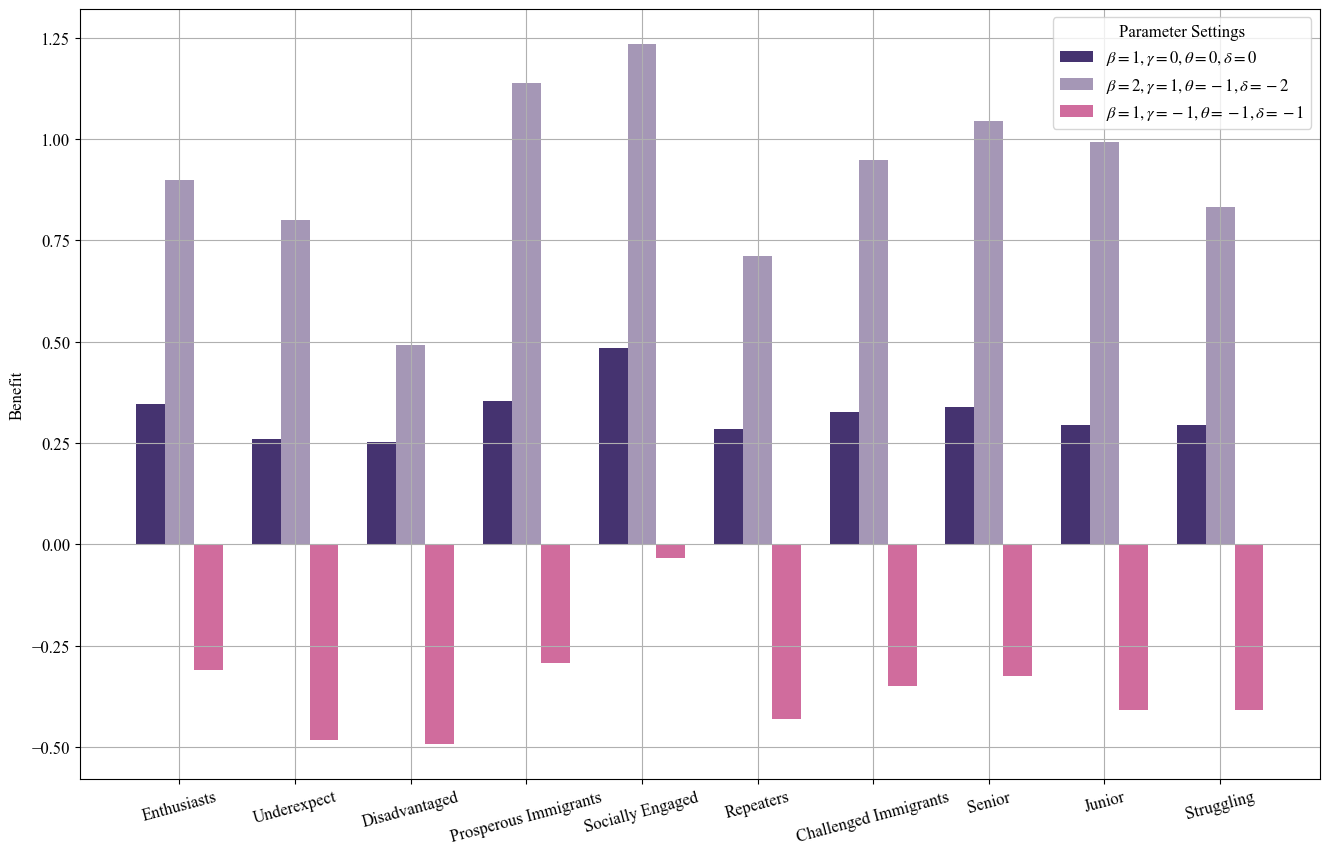 Parameter Settings
β = 1, γ = 0, θ = 0, δ = 0
β = 2, γ = 1, θ = −1, δ = −2
β = 1, γ = −1, θ = −1, δ = −1
Benefit
1.25
1.00
0.75
0.50
0.25
0.00
−0.25
−0.50
Enthusiasts
Underexpect
Disadvantaged
Prosperous Immigrants
Socially Engaged
Repeaters
Challenged Immigrants
Senior
Junior
Struggling